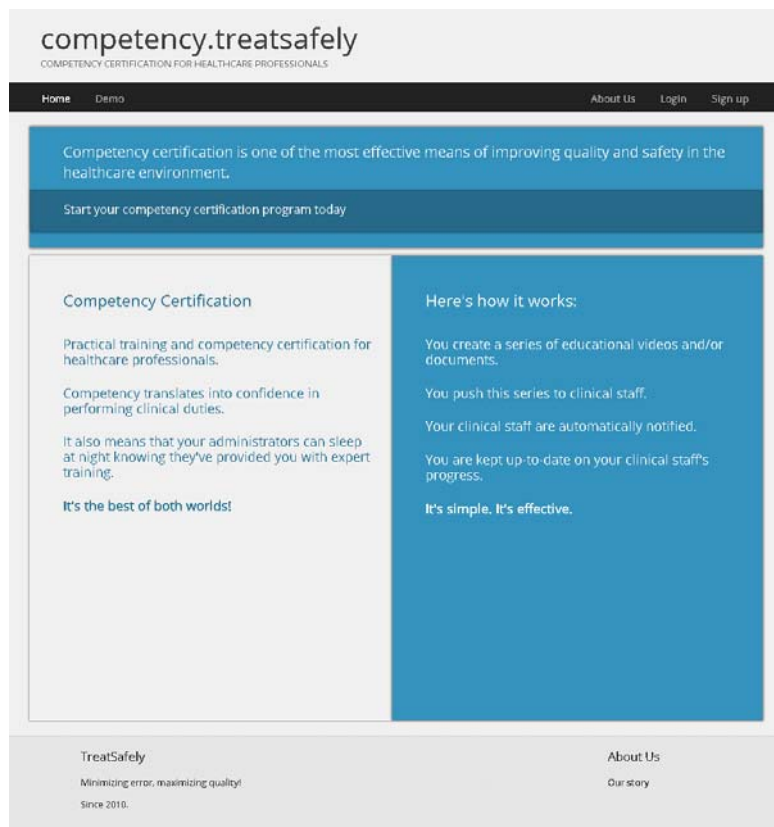 competency.treatsafely
COMPETENCY CERTIFICATION FOR HEALTHCARE PROFESSIONALS
Home Demo About Us Login Sign up
Competency certification is one of the most effective means of improving quality and safety in the
healthcare environment.
Start your competency certification program today
Competency Certification
Practical training and competency certification for
healthcare professionals.
Competency translates into confidence in
performing clinical duties.
It also means that your administrators can sleep
at night knowing they've provided you with expert
training.
It's the best of both worlds!
Here's how it works:
You create a series of educational videos and/or
documents.
You push this series to clinical staff.
Your clinical staff are automatically notified.
You are kept up-to-date on your clinical staff's
progress.
It's simple. It's effective.
TreatSafely
Minimizing error, maximizing quality!
Since 2010.
About Us
Our story